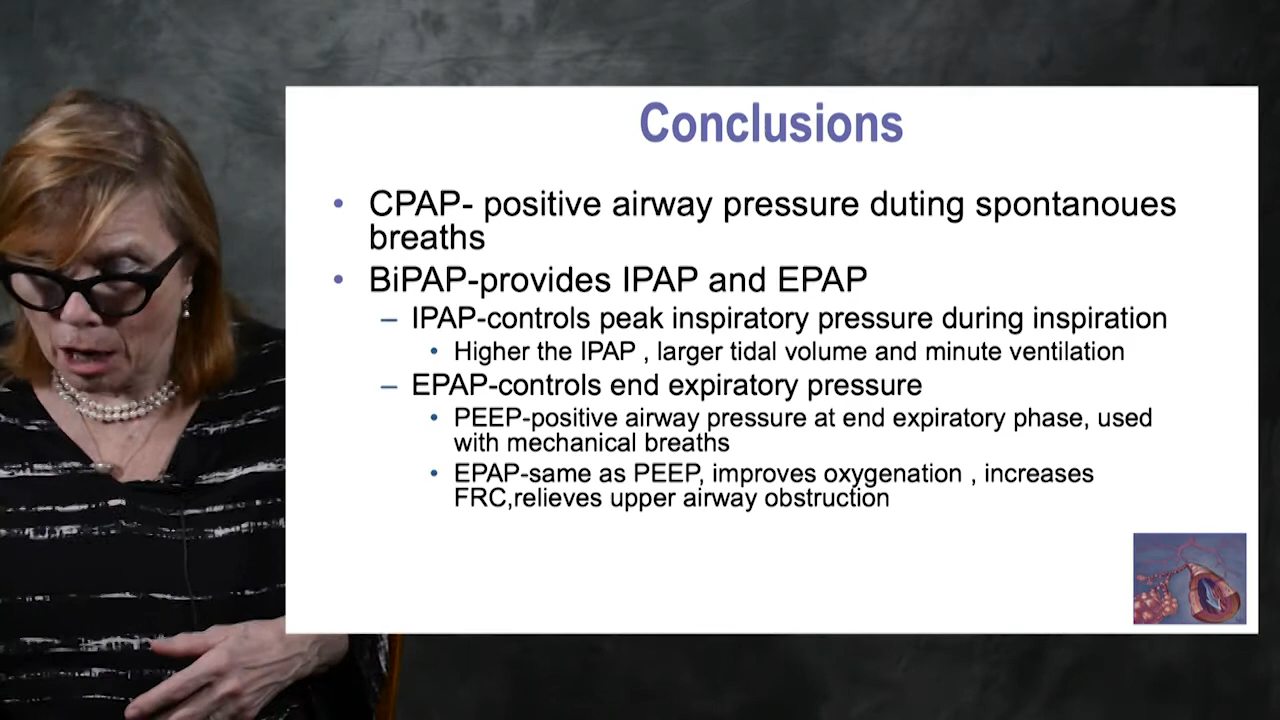 Conclusions
• CPAP- positive airway pressure duting spontanoues
breaths
• BiPAP-provides IPAP and EPAP
– IPAP-controls peak inspiratory pressure during inspiration
• Higher the IPAP , larger tidal volume and minute ventilation
– EPAP-controls end expiratory pressure
• PEEP-positive airway pressure at end expiratory phase, used
with mechanical breaths
• EPAP-same as PEEP, improves oxygenation , increases
FRC,relieves upper airway obstruction